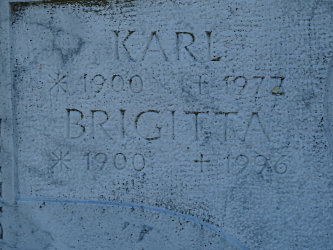 KARL
* 1900 + 1977
BRIGITTA
* 1900 + 1996